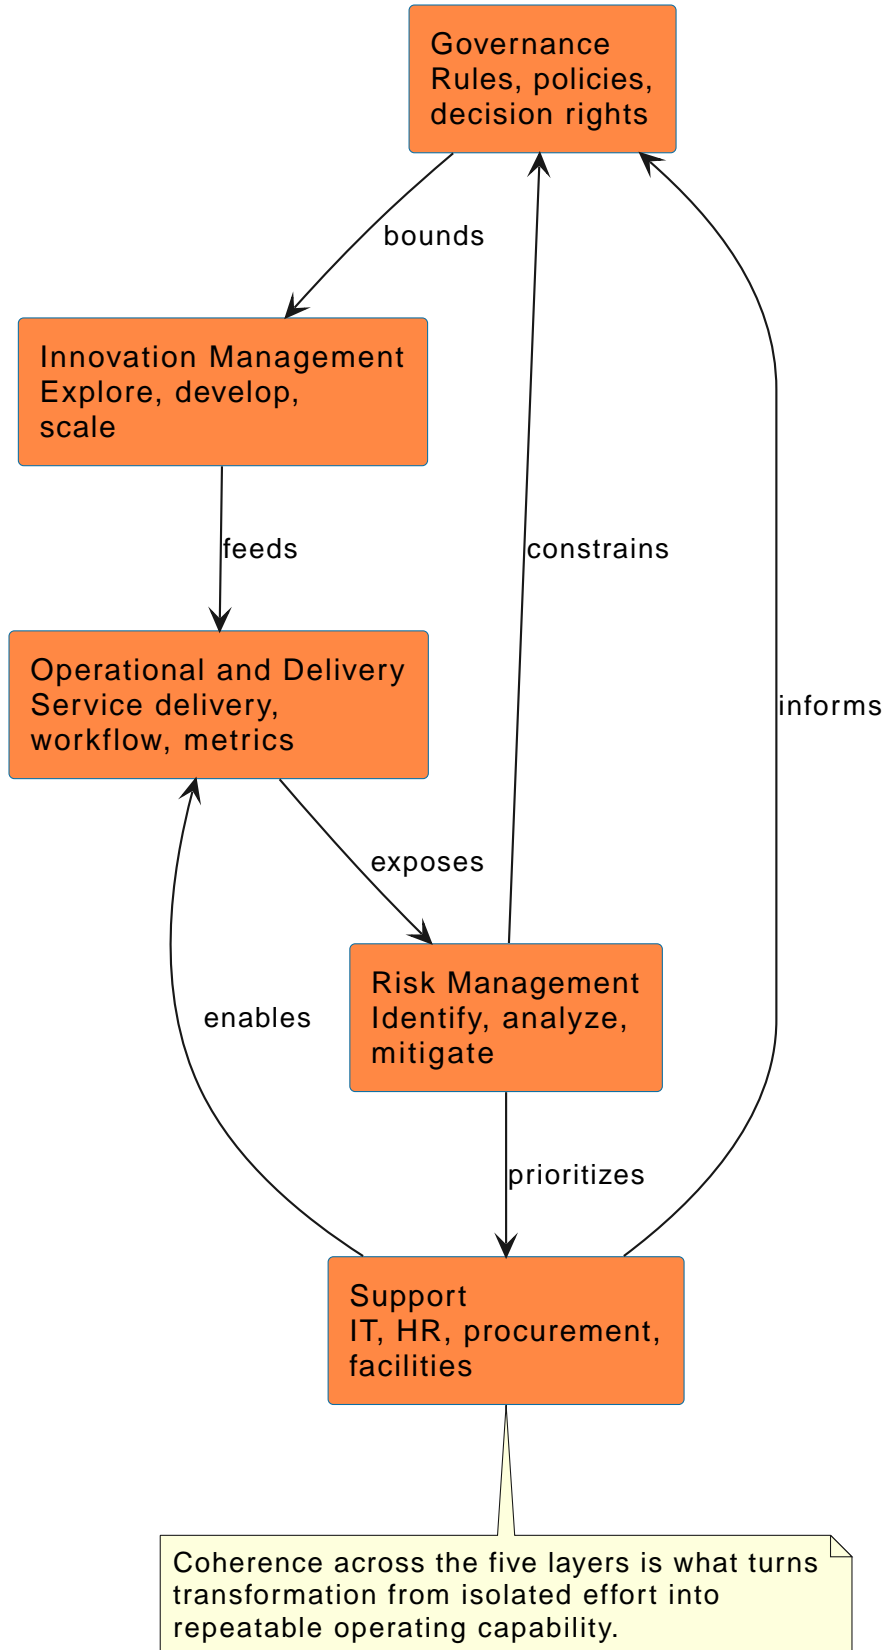 Governance
Rules, policies,
decision rights
bounds
Innovation Management
Explore, develop,
scale
feeds
constrains
Operational and Delivery
Service delivery,
workflow, metrics
informs
exposes
Risk Management
Identify, analyze,
mitigate
enables
prioritizes
Support
IT, HR, procurement,
facilities
Coherence across the five layers is what turns
transformation from isolated effort into
repeatable operating capability.